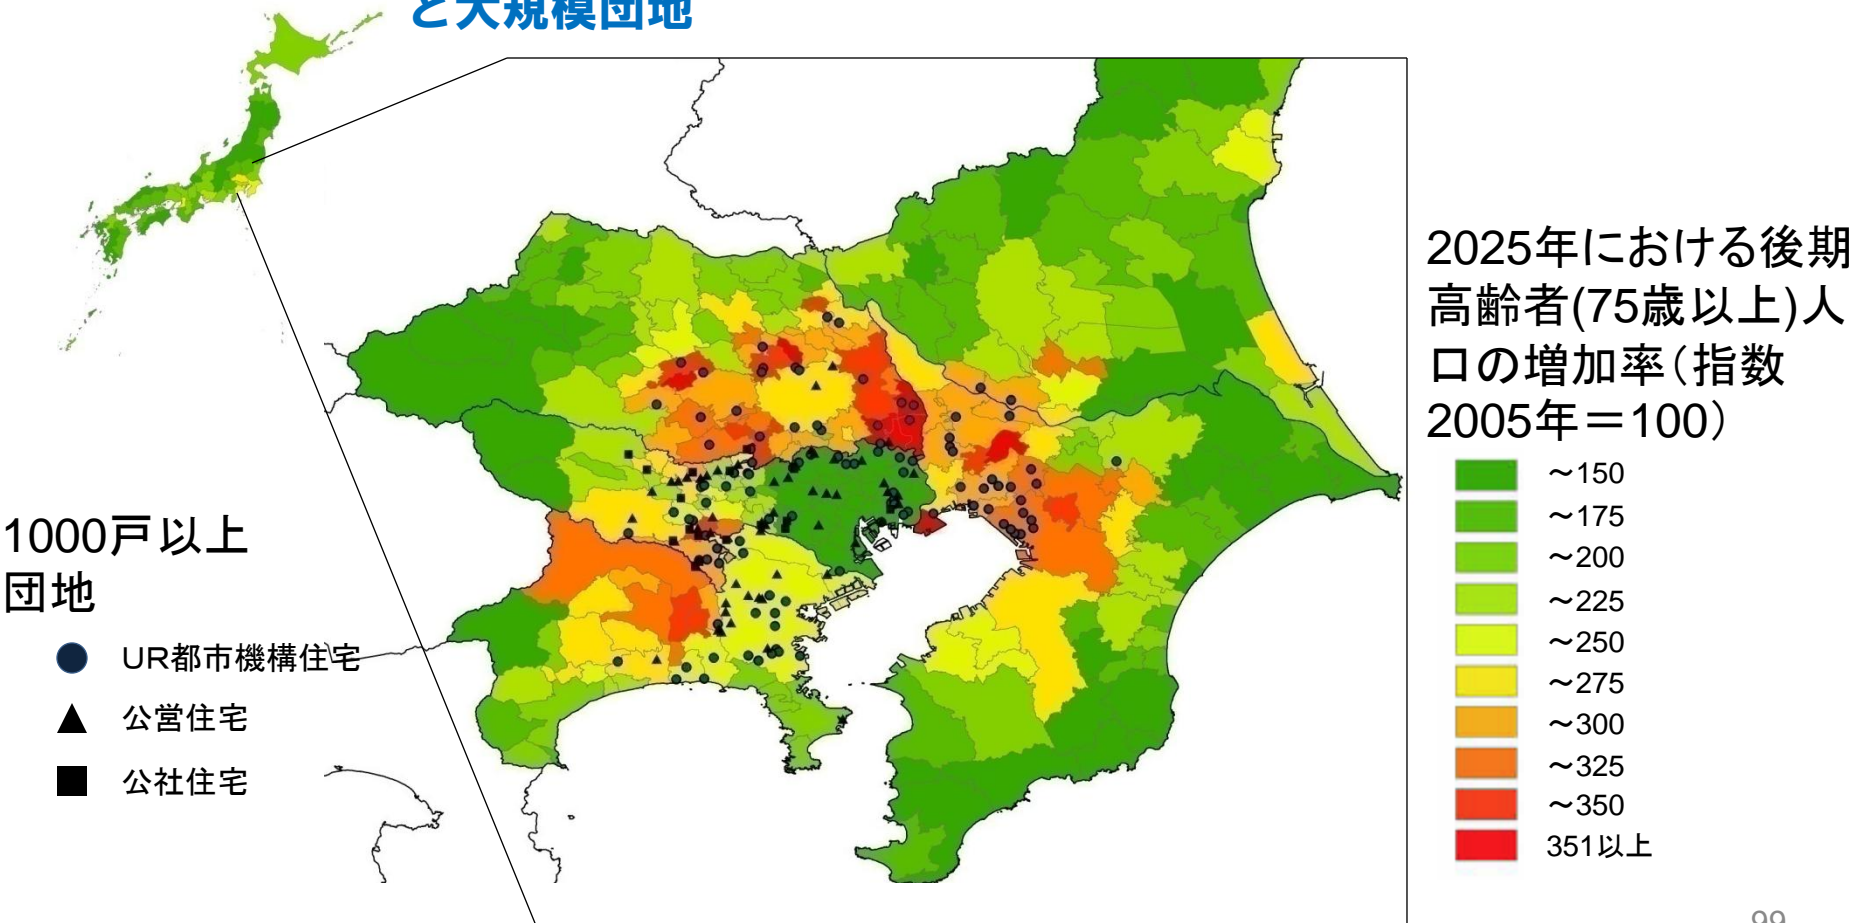 と大規模団地
2025年における後期
高齢者(75歳以上)人
口の増加率（指数
2005年＝100）
～150
～175
～200
～225
～250
～275
～300
～325
～350
351以上
1000戸以上
団地
UR都市機構住宅
公営住宅
公社住宅
99